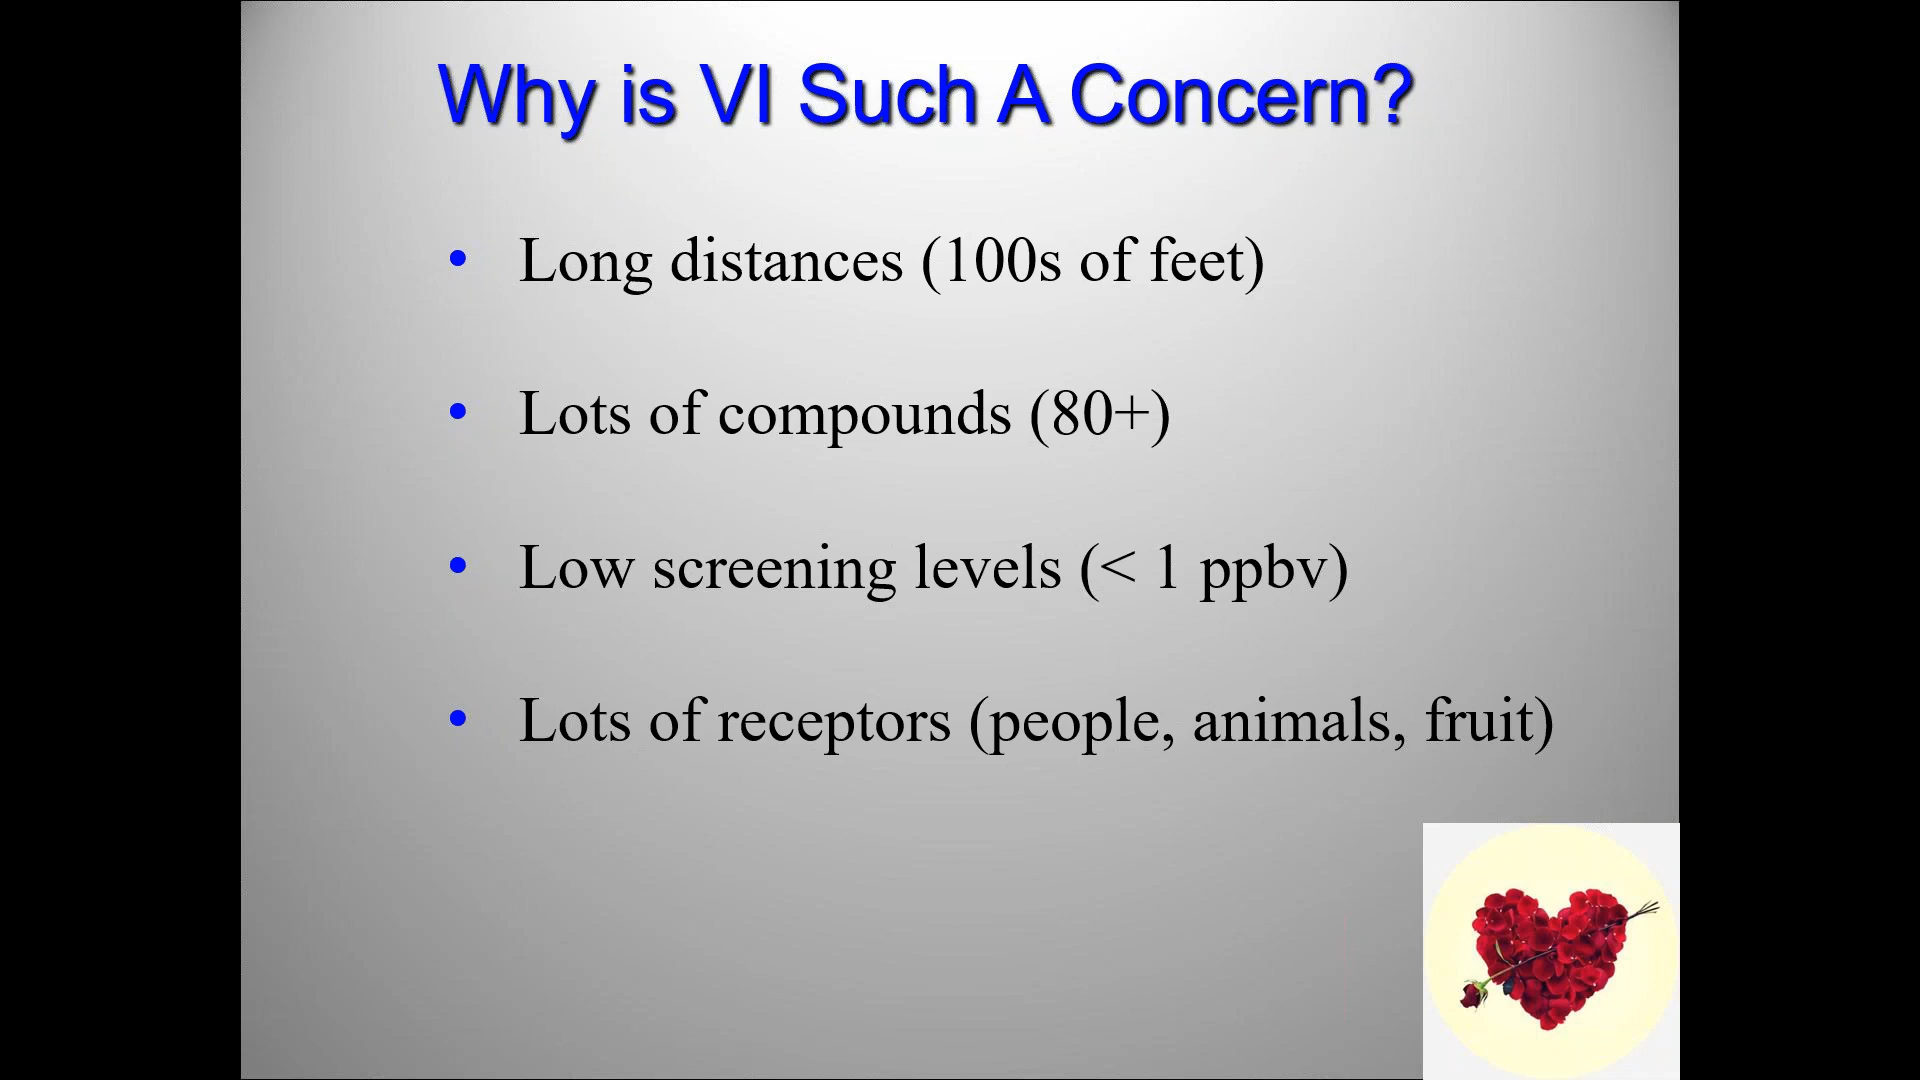 Why is VI Such A Concern?
• Long distances (100s of feet)
• Lots of compounds (80+)
• Low screening levels (< 1 ppbv)
• Lots of receptors (people, animals, fruit)